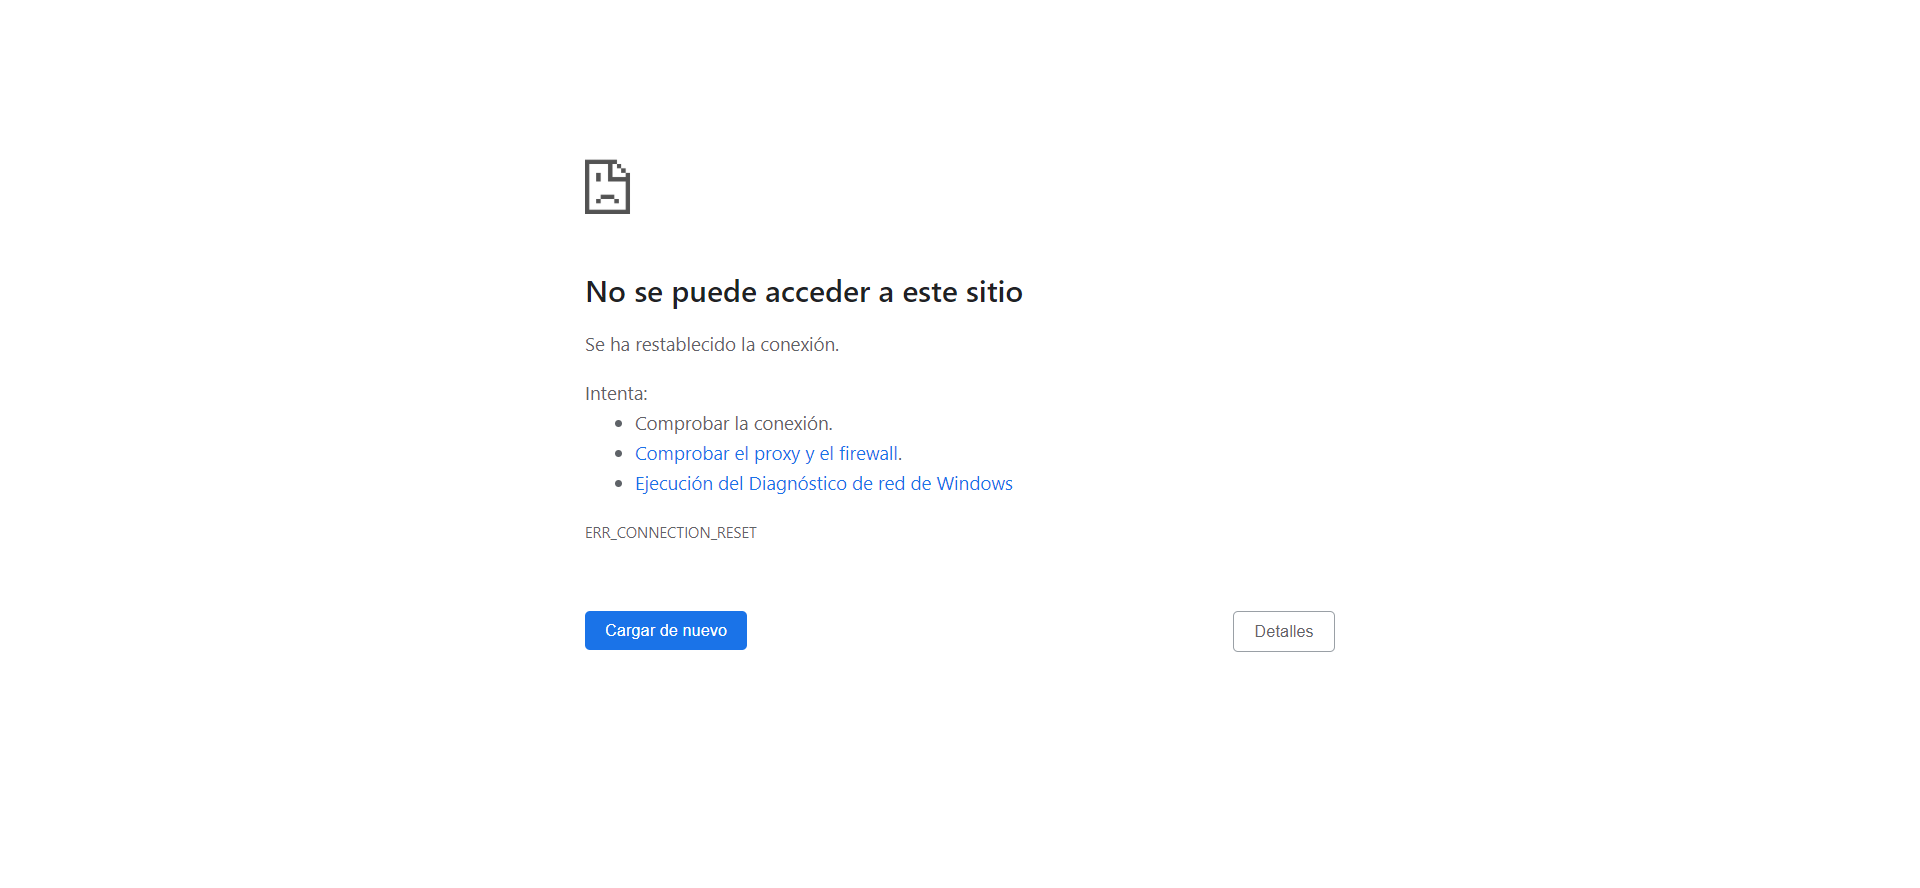 No se puede acceder a este sitio
Se ha restablecido la conexión.
Intenta:
Comprobar la conexión.
Comprobar el proxy y el firewall.
Ejecución del Diagnóstico de red de Windows
ERR_CONNECTION_RESET
Cargar de nuevo
Detalles